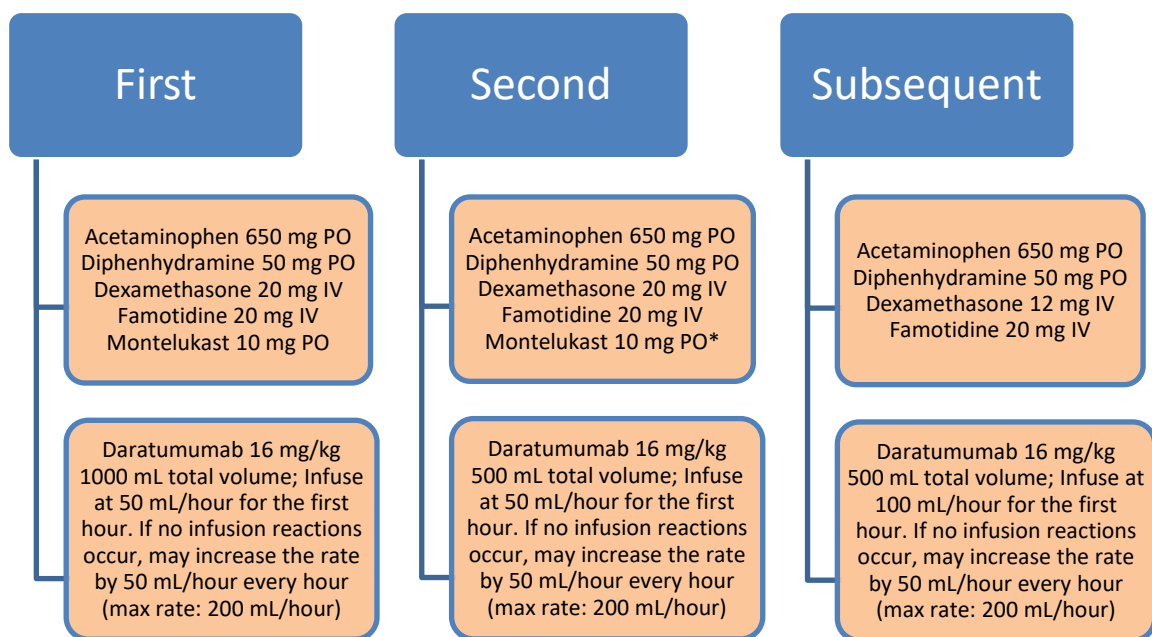 First
Acetaminophen 650 mg PO
Diphenhydramine 50 mg PO
Dexamethasone 20 mg IV
Famotidine 20 mg IV
Montelukast 10 mg PO
Daratumumab 16 mg/kg
1000 mL total volume; Infuse
at 50 mL/hour for the first
hour. If no infusion reactions
occur, may increase the rate
by 50 mL/hour every hour
(max rate: 200 mL/hour)
Second
Acetaminophen 650 mg PO
Diphenhydramine 50 mg PO
Dexamethasone 20 mg IV
Famotidine 20 mg IV
Montelukast 10 mg PO*
Daratumumab 16 mg/kg
500 mL total volume; Infuse
at 50 mL/hour for the first
hour. If no infusion reactions
occur, may increase the rate
by 50 mL/hour every hour
(max rate: 200 mL/hour)
Subsequent
Acetaminophen 650 mg PO
Diphenhydramine 50 mg PO
Dexamethasone 12 mg IV
Famotidine 20 mg IV
Daratumumab 16 mg/kg
500 mL total volume; Infuse at
100 mL/hour for the first
hour. If no infusion reactions
occur, may increase the rate
by 50 mL/hour every hour
(max rate: 200 mL/hour)